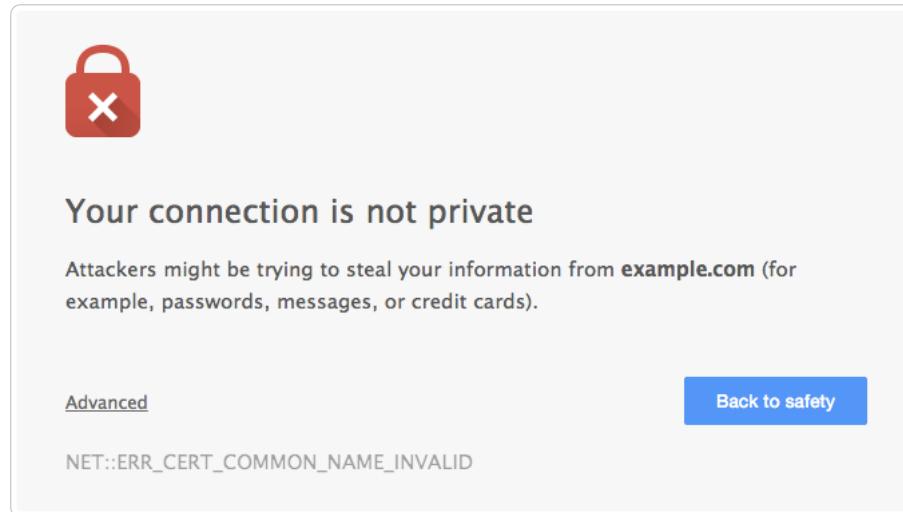 Your connection is not private
Attackers might be trying to steal your information from example.com (for
example, passwords, messages, or credit cards).
Advanced
Back to safety
NET::ERR_CERT_COMMON_NAME_INVALID